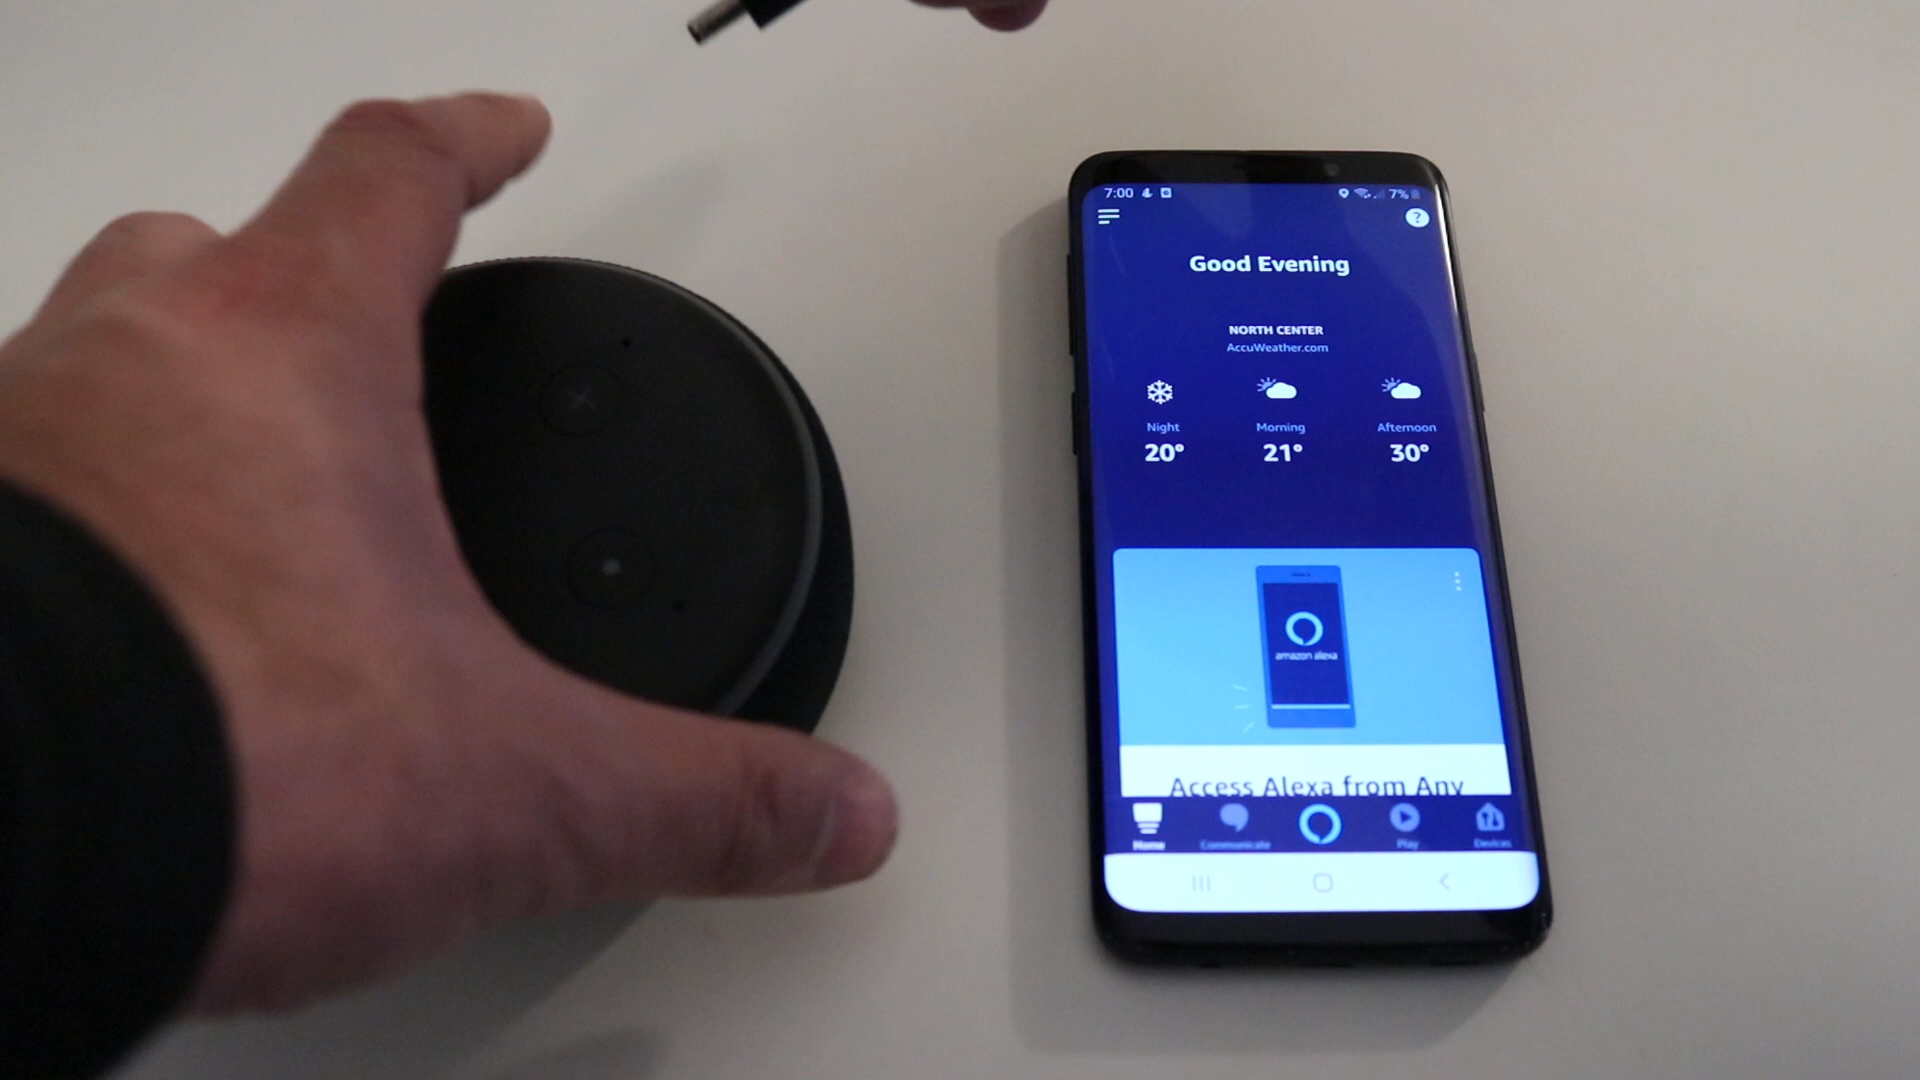 7:00
7%
?
Good Evening
NORTH CENTER
AccuWeather.com
Night Morning Afternoon
20° 21° 30°
amazon alexa
Access Alexa from Any
Home Communicate Play Devices